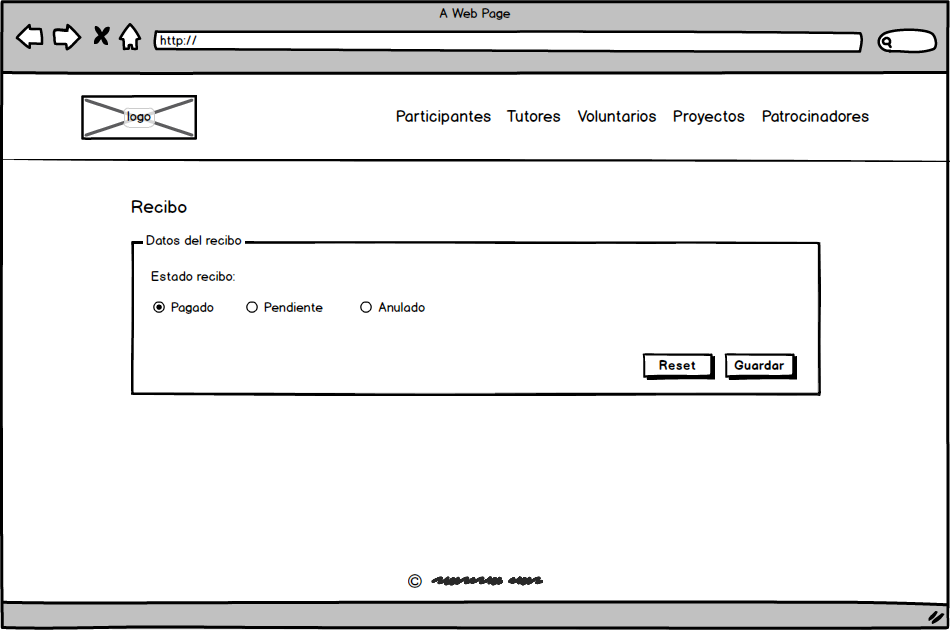 A Web Page
http://
logo
Participantes Tutores Voluntarios Proyectos Patrocinadores
Recibo
Datos del recibo
Estado recibo:
Pagado Pendiente Anulado
Reset Guardar
©